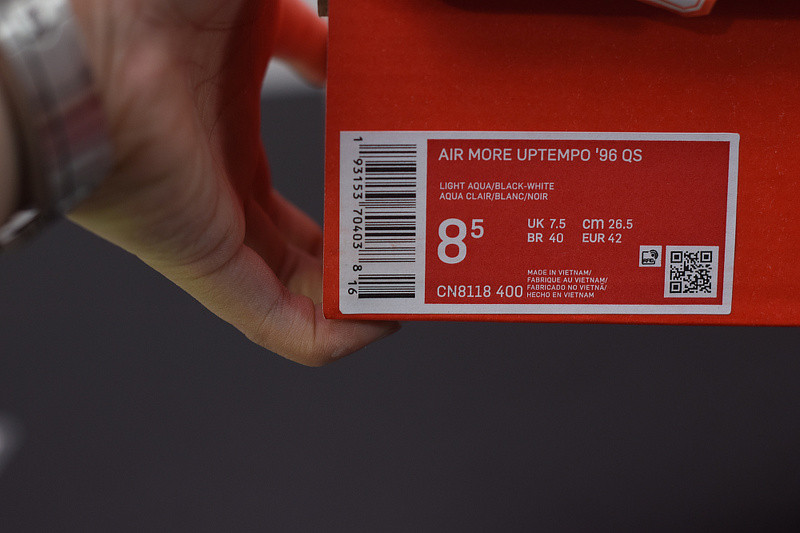 AIR MORE UPTEMPO '96 QS
LIGHT AQUA/BLACK-WHITE
AQUA CLAIR/BLANC/NOIR
8⁵
UK 7.5 cm 26.5
BR 40 EUR 42
MADE IN VIETNAM/
FABRIQUE AU VIETNAM/
FABRICADO NO VIETNÃ/
HECHO EN VIETNAM
CN8118 400
1 93153 70403 8 16